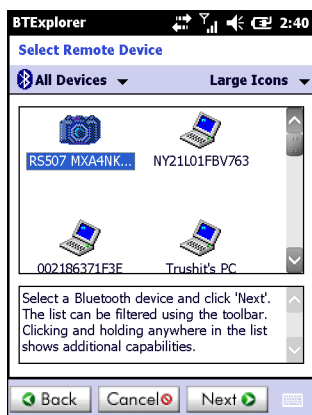 BTExplorer 2:40
Select Remote Device
All Devices Large Icons
RS507 MXA4NK... NY21L01FBV763
002186371F3E Trushit's PC
Select a Bluetooth device and click 'Next'.
The list can be filtered using the toolbar.
Clicking and holding anywhere in the list
shows additional capabilities.
Back Cancel Next